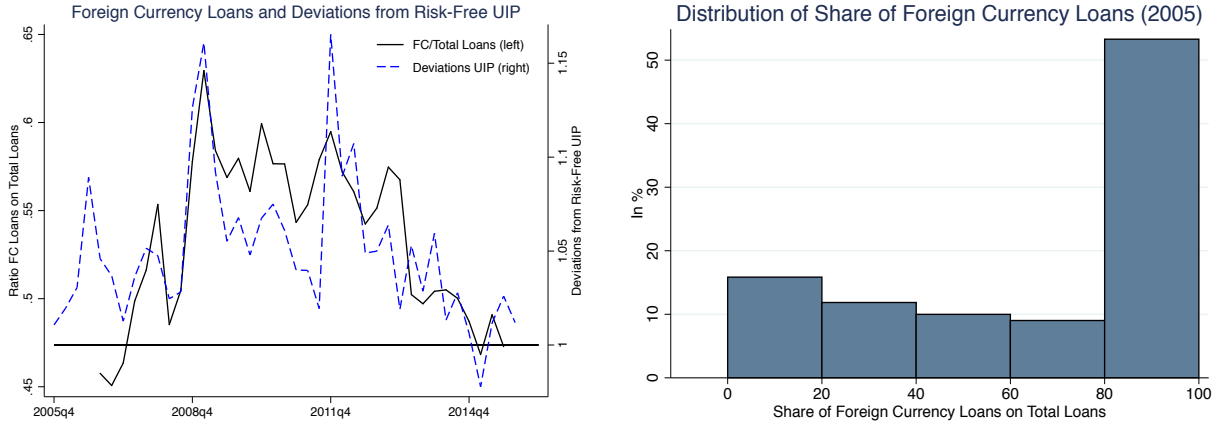 Foreign Currency Loans and Deviations from Risk-Free UIP
FC/Total Loans (left)
Deviations UIP (right)
Ratio FC Loans on Total Loans
.65
.6
.55
.5
.45
1.15
1.1
1.05
1
Deviations from Risk-Free UIP
2005q4
2008q4
2011q4
2014q4
Distribution of Share of Foreign Currency Loans (2005)
In %
50
40
30
20
10
0
0
20
40
60
80
100
Share of Foreign Currency Loans on Total Loans